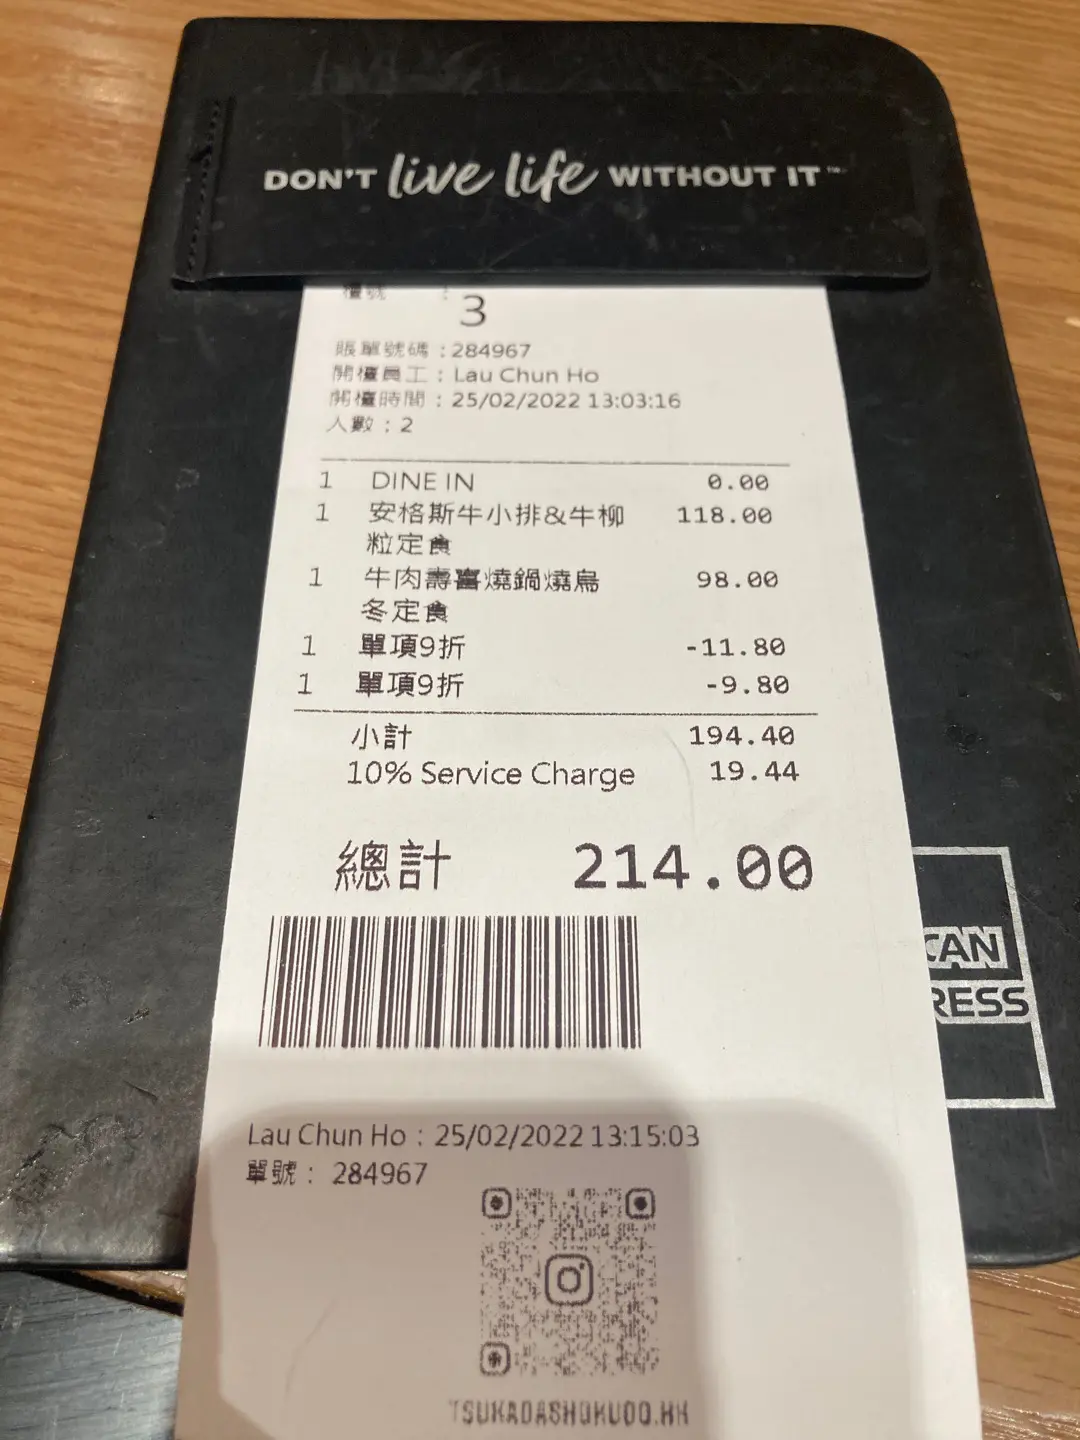 DON'T live life WITHOUT IT™
檯號 : 3
賬單號碼 : 284967
開檯員工 : Lau Chun Ho
開檯時間 : 25/02/2022 13:03:16
人數 : 2
1 DINE IN 0.00
1 安格斯牛小排&牛柳 118.00
粒定食
1 牛肉壽喜燒鍋燒烏 98.00
冬定食
1 單項9折 -11.80
1 單項9折 -9.80
小計 194.40
10% Service Charge 19.44
總計 214.00
CAN
RESS
Lau Chun Ho : 25/02/2022 13:15:03
單號 : 284967
TSUKADASHOKUDO.HK